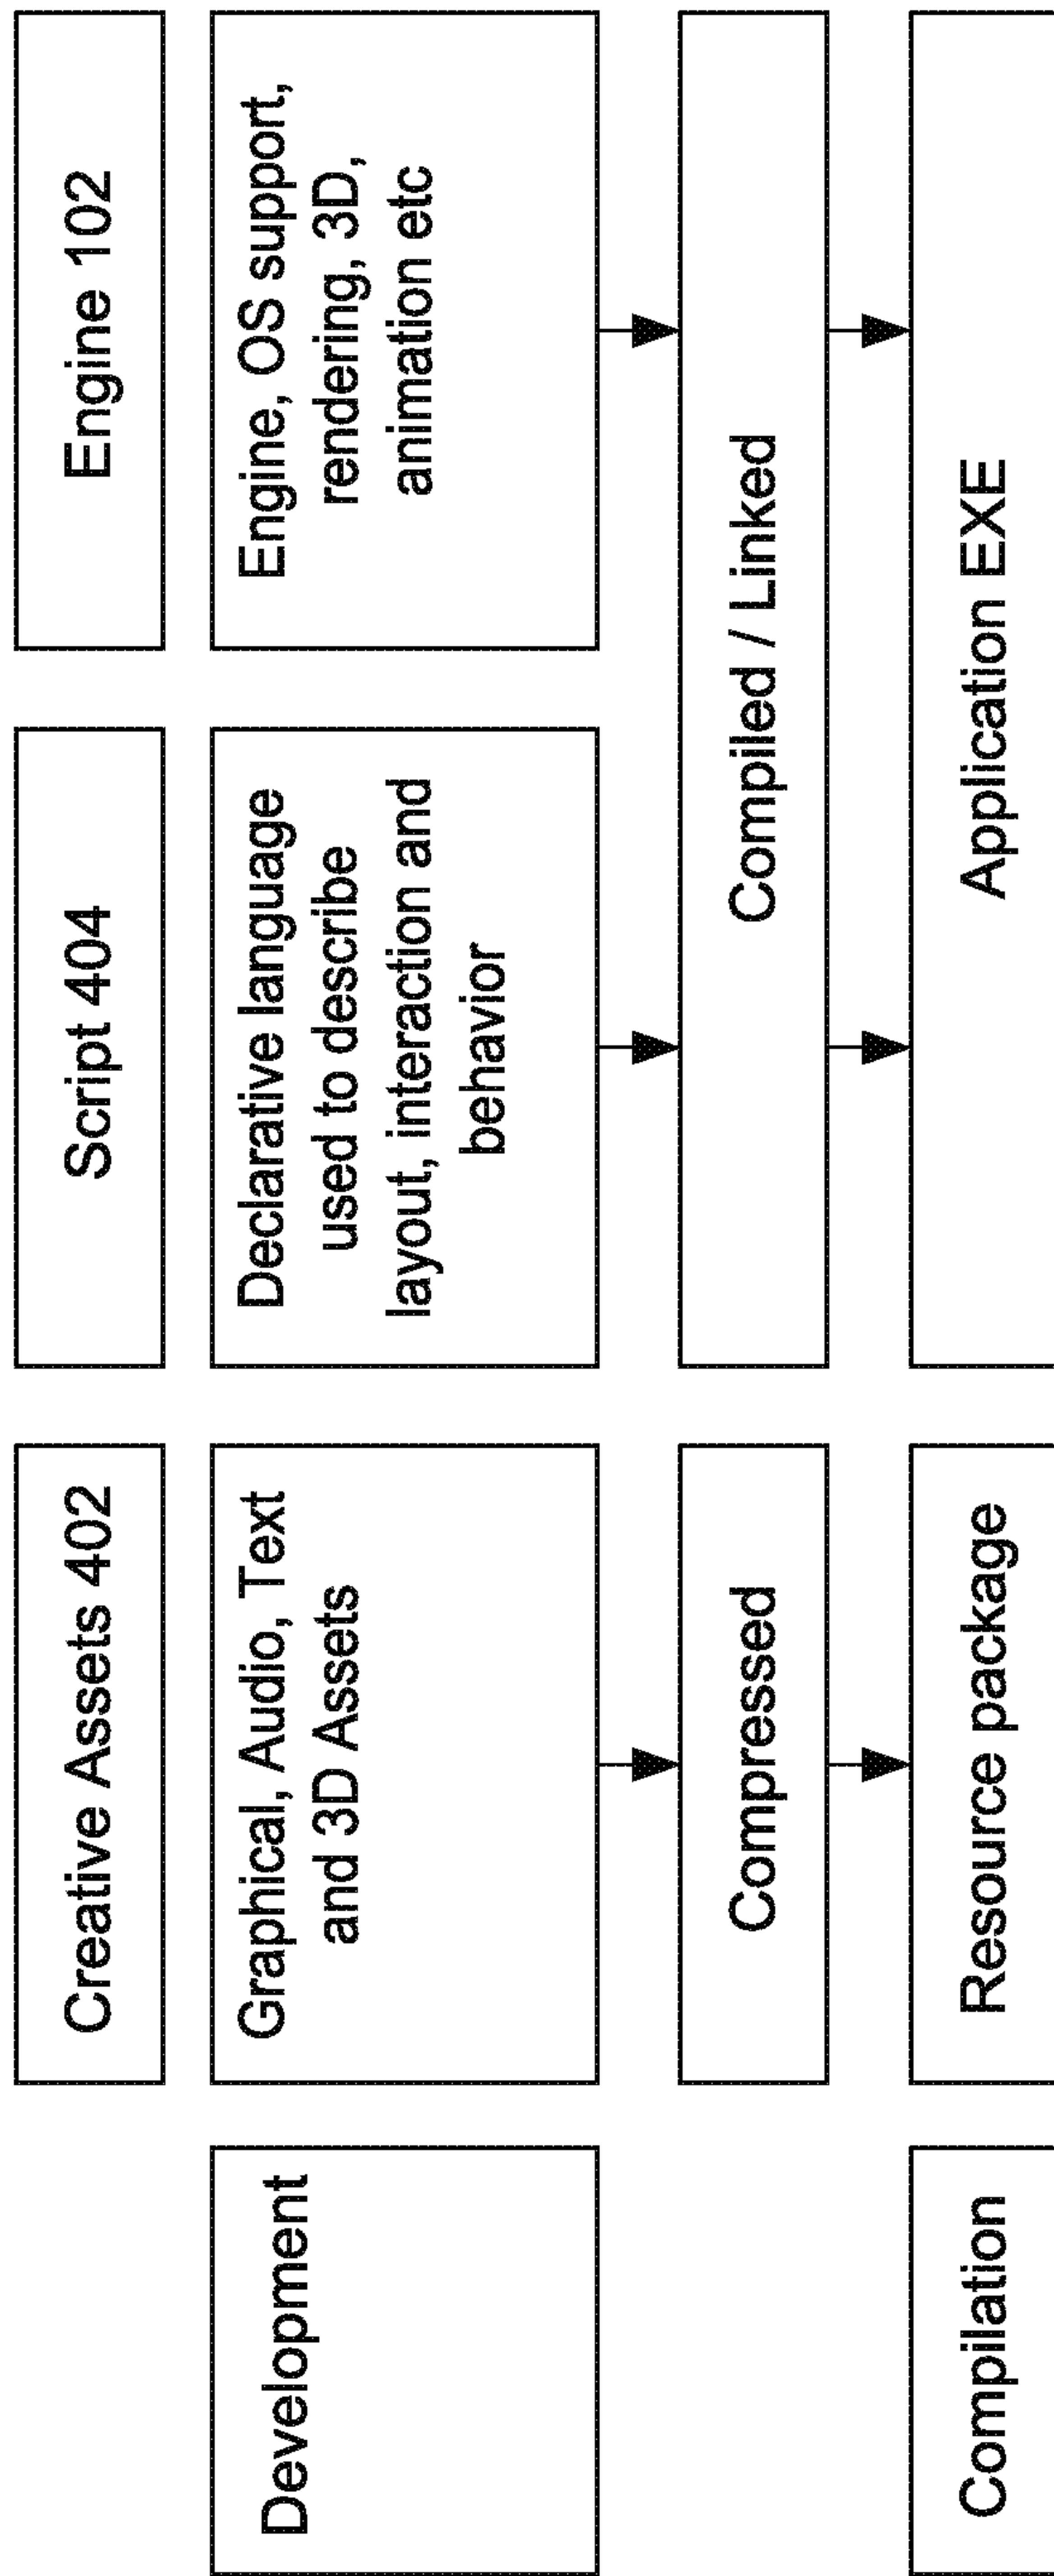 Creative Assets 402
Script 404
Engine 102
Development
Graphical, Audio, Text
and 3D Assets
Declarative language
used to describe
layout, interaction and
behavior
Engine, OS support,
rendering, 3D,
animation etc
Compressed
Compiled / Linked
Compilation
Resource package
Application EXE